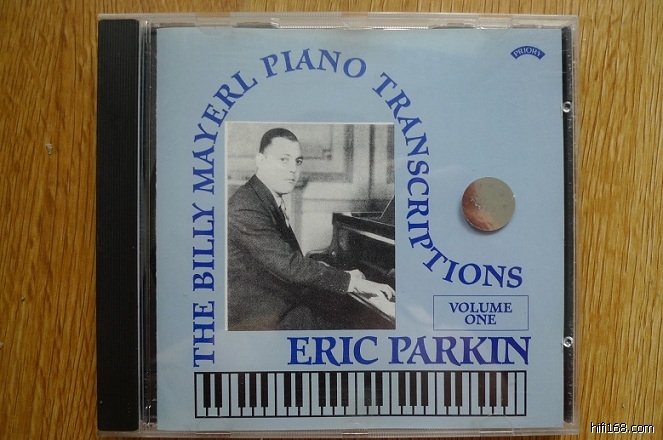 PRIORY
THE BILLY MAYERL PIANO TRANSCRIPTIONS
VOLUME
ONE
ERIC PARKIN
hifi168.com